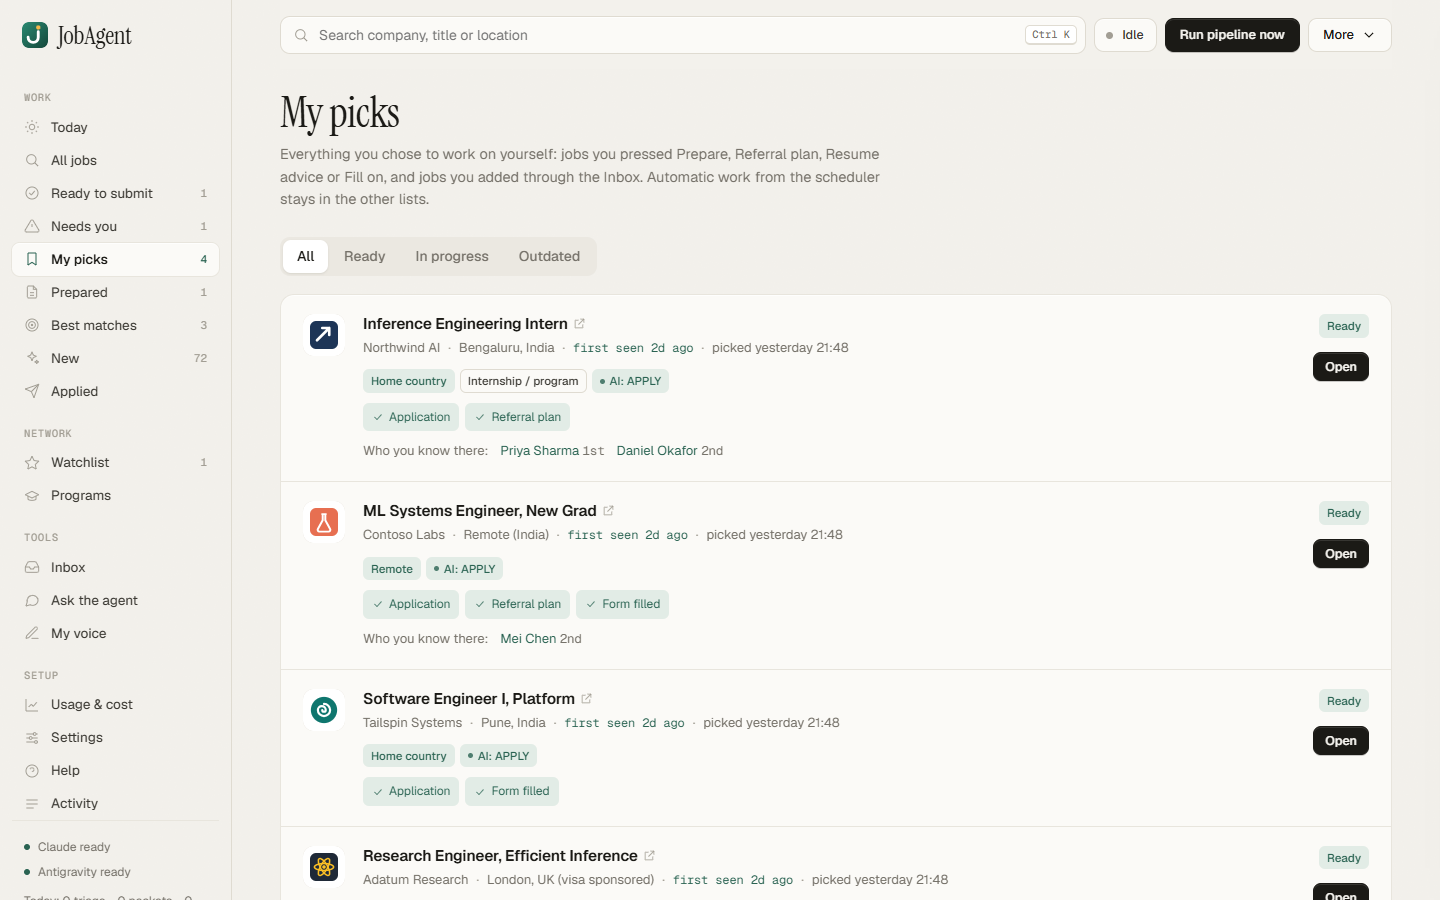 JobAgent
WORK
Today
All jobs
Ready to submit 1
Needs you 1
My picks 4
Prepared 1
Best matches 3
New 72
Applied
NETWORK
Watchlist 1
Programs
TOOLS
Inbox
Ask the agent
My voice
SETUP
Usage & cost
Settings
Help
Activity
Claude ready
Antigravity ready
Search company, title or location Ctrl K
Idle
Run pipeline now
More
My picks
Everything you chose to work on yourself: jobs you pressed Prepare, Referral plan, Resume
advice or Fill on, and jobs you added through the Inbox. Automatic work from the scheduler
stays in the other lists.
All Ready In progress Outdated
Inference Engineering Intern Ready
Northwind AI · Bengaluru, India · first seen 2d ago · picked yesterday 21:48
Open
Home country Internship / program AI: APPLY
Application Referral plan
Who you know there: Priya Sharma 1st Daniel Okafor 2nd
ML Systems Engineer, New Grad Ready
Contoso Labs · Remote (India) · first seen 2d ago · picked yesterday 21:48
Open
Remote AI: APPLY
Application Referral plan Form filled
Who you know there: Mei Chen 2nd
Software Engineer I, Platform Ready
Tailspin Systems · Pune, India · first seen 2d ago · picked yesterday 21:48
Open
Home country AI: APPLY
Application Form filled
Research Engineer, Efficient Inference Ready
Adatum Research · London, UK (visa sponsored) · first seen 2d ago · picked yesterday 21:48
Open